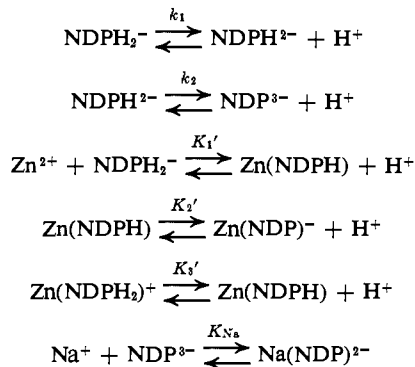 k₁
NDPH₂⁻ ⇌ NDPH²⁻ + H⁺
k₂
NDPH²⁻ ⇌ NDP³⁻ + H⁺
K₁′
Zn²⁺ + NDPH₂⁻ ⇌ Zn(NDPH) + H⁺
K₂′
Zn(NDPH) ⇌ Zn(NDP)⁻ + H⁺
K₃′
Zn(NDPH₂)⁺ ⇌ Zn(NDPH) + H⁺
K_Na
Na⁺ + NDP³⁻ ⇌ Na(NDP)²⁻